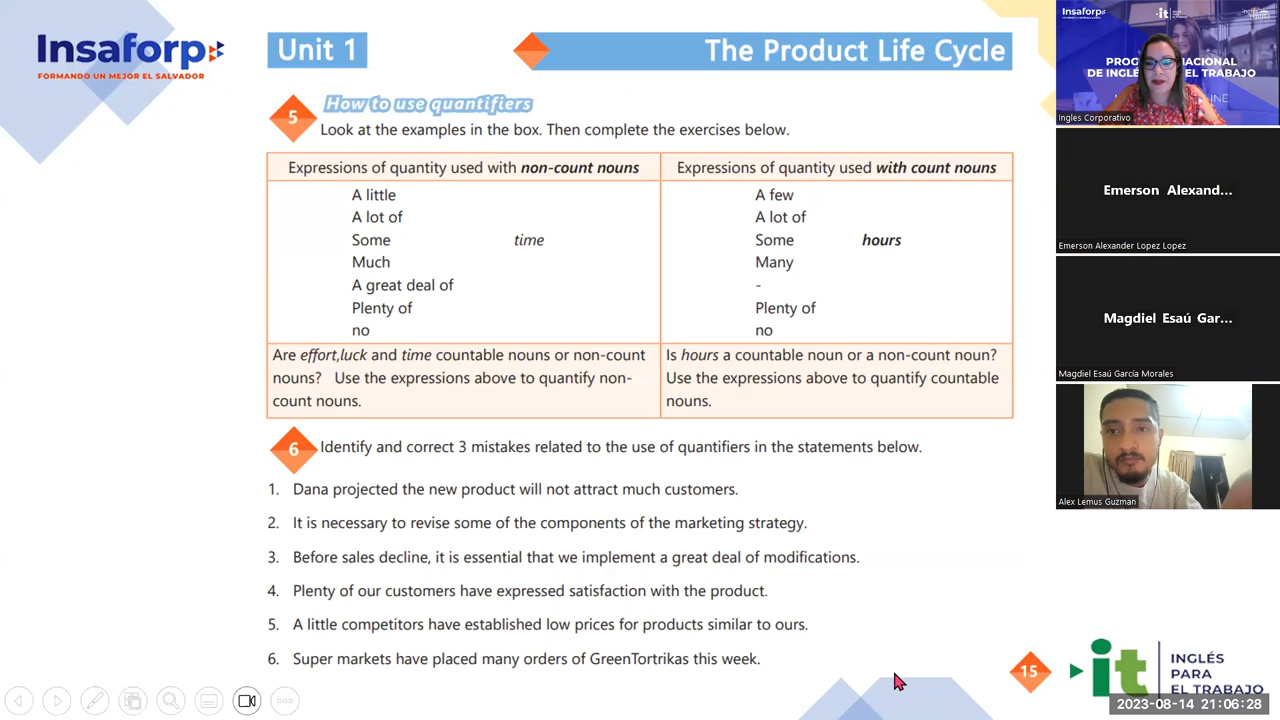 Insaforp
FORMANDO UN MEJOR EL SALVADOR
Unit 1
The Product Life Cycle
5
How to use quantifiers
Look at the examples in the box. Then complete the exercises below.
Expressions of quantity used with non-count nouns
A little
A lot of
Some time
Much
A great deal of
Plenty of
no
Are effort,luck and time countable nouns or non-count
nouns? Use the expressions above to quantify non-
count nouns.
Expressions of quantity used with count nouns
A few
A lot of
Some hours
Many
-
Plenty of
no
Is hours a countable noun or a non-count noun?
Use the expressions above to quantify countable
nouns.
6
Identify and correct 3 mistakes related to the use of quantifiers in the statements below.
1. Dana projected the new product will not attract much customers.
2. It is necessary to revise some of the components of the marketing strategy.
3. Before sales decline, it is essential that we implement a great deal of modifications.
4. Plenty of our customers have expressed satisfaction with the product.
5. A little competitors have established low prices for products similar to ours.
6. Super markets have placed many orders of GreenTortrikas this week.
15
it
INGLÉS
PARA
EL TRABAJO
2023-08-14 21:06:28
Insaforp
it
PRO NACIONAL
DE INGLÉ EL TRABAJO
Ingles Corporativo
Emerson Alexand...
Emerson Alexander Lopez Lopez
Magdiel Esaú Gar...
Magdiel Esaú García Morales
Alex Lemus Guzman